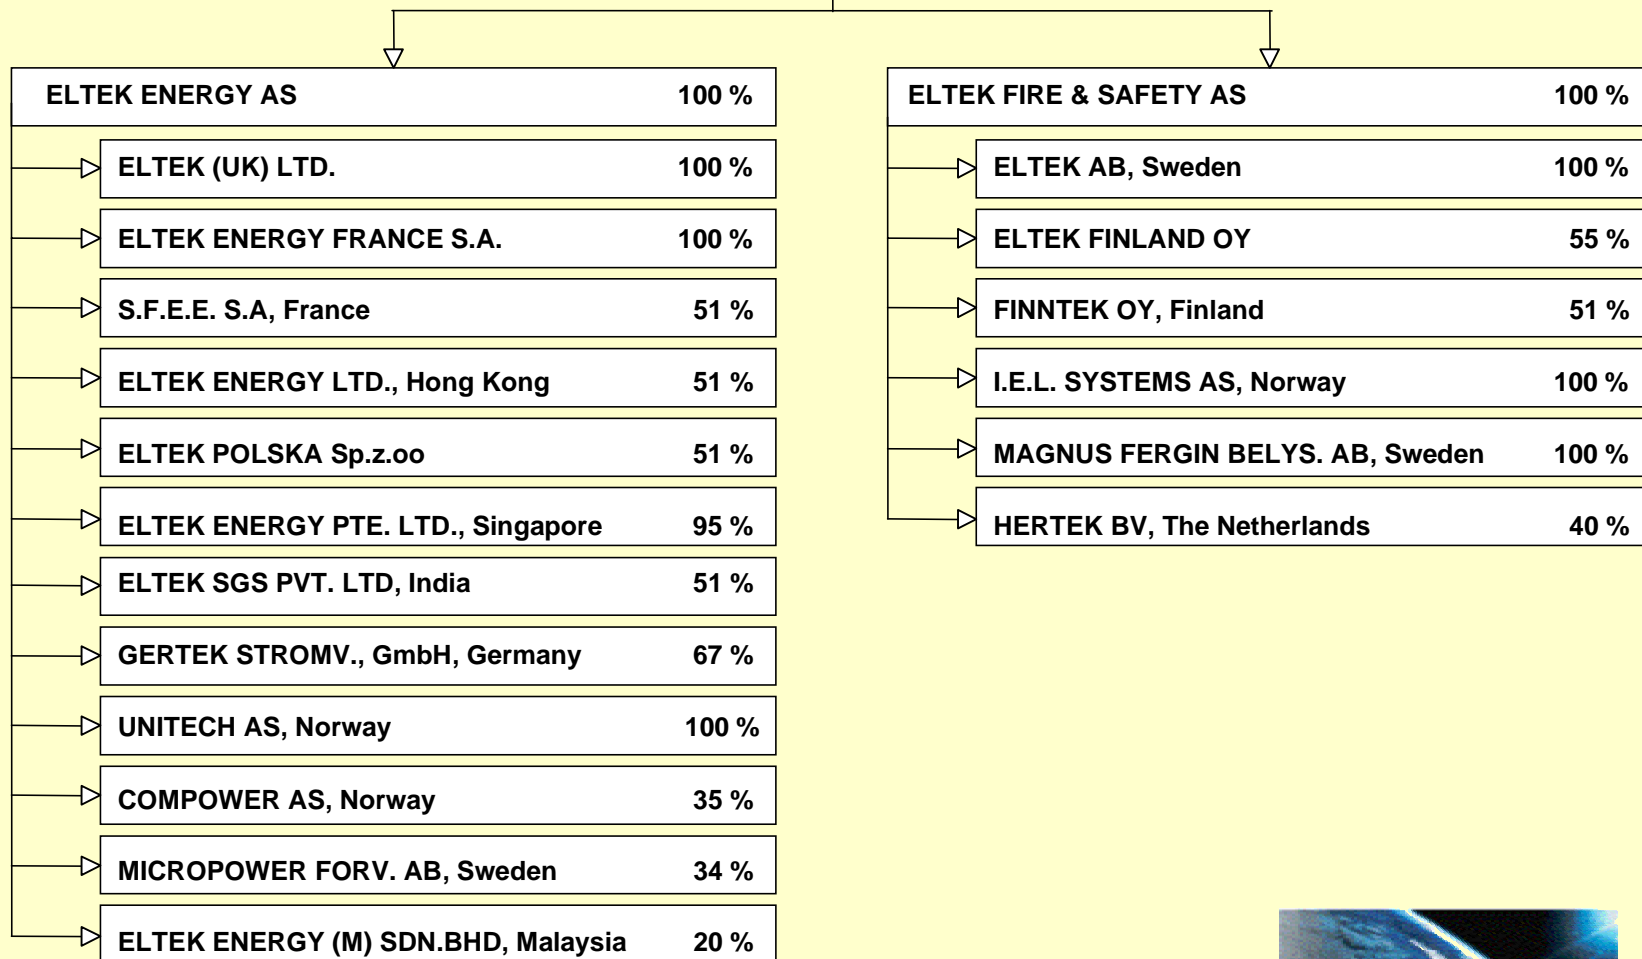 ELTEK ENERGY AS 100 %
ELTEK (UK) LTD. 100 %
ELTEK ENERGY FRANCE S.A. 100 %
S.F.E.E. S.A, France 51 %
ELTEK ENERGY LTD., Hong Kong 51 %
ELTEK POLSKA Sp.z.oo 51 %
ELTEK ENERGY PTE. LTD., Singapore 95 %
ELTEK SGS PVT. LTD, India 51 %
GERTEK STROMV., GmbH, Germany 67 %
UNITECH AS, Norway 100 %
COMPOWER AS, Norway 35 %
MICROPOWER FORV. AB, Sweden 34 %
ELTEK ENERGY (M) SDN.BHD, Malaysia 20 %
ELTEK FIRE & SAFETY AS 100 %
ELTEK AB, Sweden 100 %
ELTEK FINLAND OY 55 %
FINNTEK OY, Finland 51 %
I.E.L. SYSTEMS AS, Norway 100 %
MAGNUS FERGIN BELYS. AB, Sweden 100 %
HERTEK BV, The Netherlands 40 %